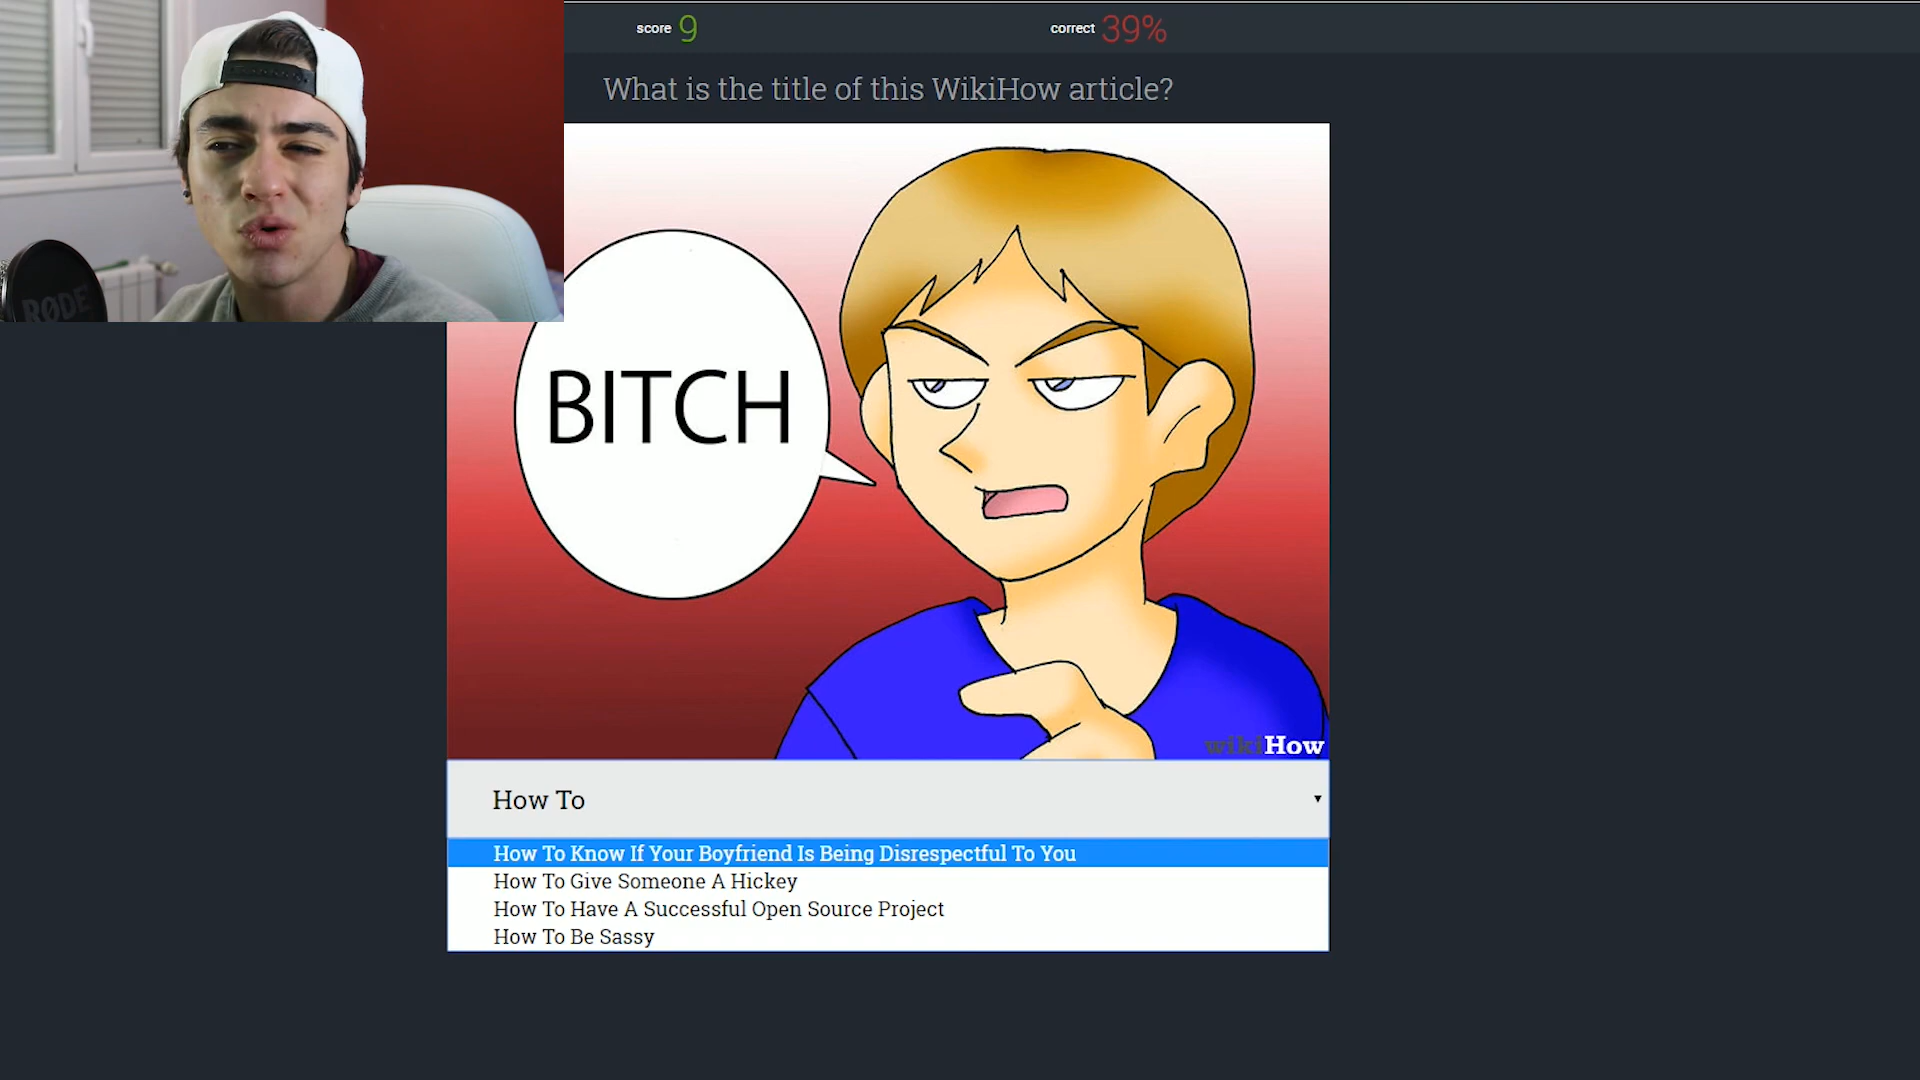 score 9
correct 39%
What is the title of this WikiHow article?
RØDE
BITCH
wikiHow
How To
How To Know If Your Boyfriend Is Being Disrespectful To You
How To Give Someone A Hickey
How To Have A Successful Open Source Project
How To Be Sassy